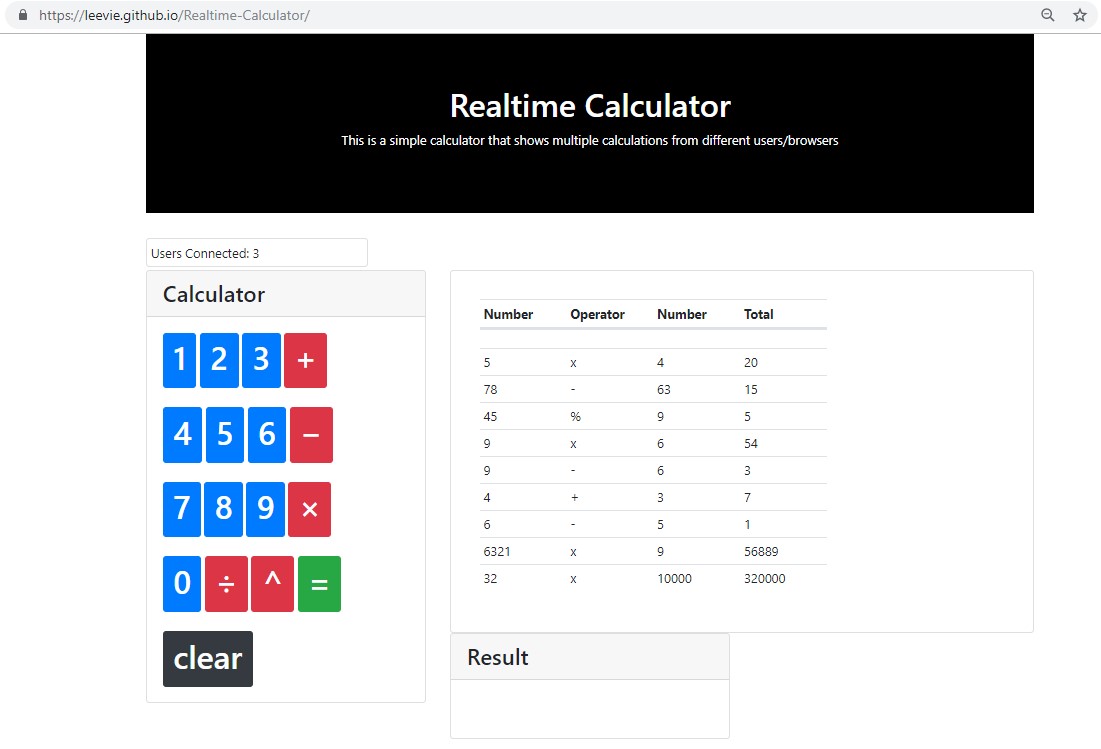 https://leevie.github.io/Realtime-Calculator/
Realtime Calculator
This is a simple calculator that shows multiple calculations from different users/browsers
Users Connected: 3
Calculator
1 2 3 +
4 5 6 −
7 8 9 ×
0 ÷ ^ =
clear
Number Operator Number Total
5 x 4 20
78 - 63 15
45 % 9 5
9 x 6 54
9 - 6 3
4 + 3 7
6 - 5 1
6321 x 9 56889
32 x 10000 320000
Result